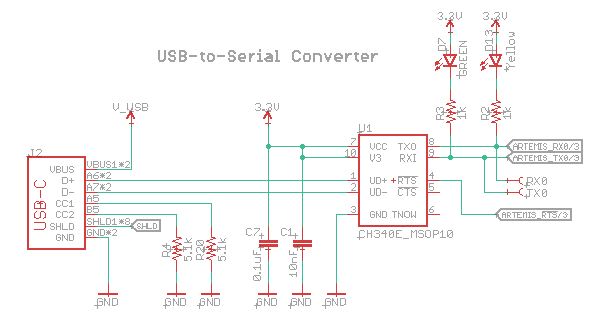 3.3V 3.3V
D7 GREEN
D13 Yellow
USB-to-Serial Converter
V_USB
3.3V
R3 1k
R2 1k
U1
J2
USB-C
VBUS VBUS1*2
D+ A6*2
D- A7*2
CC1 A5
CC2 B5
SHLD SHLD1*8 SHLD
GND GND*2
7 VCC TXO 8 ARTEMIS_RX0/3
10 V3 RXI 9 ARTEMIS_TX0/3
1 UD+ RTS 4 RX0
2 UD- CTS 5 TX0
3 GND TNOW 6 ARTEMIS_RTS/3
CH340E_MSOP10
R4 5.1k
R20 5.1k
C7 0.1uF
C1 10nF
GND GND GND GND GND GND